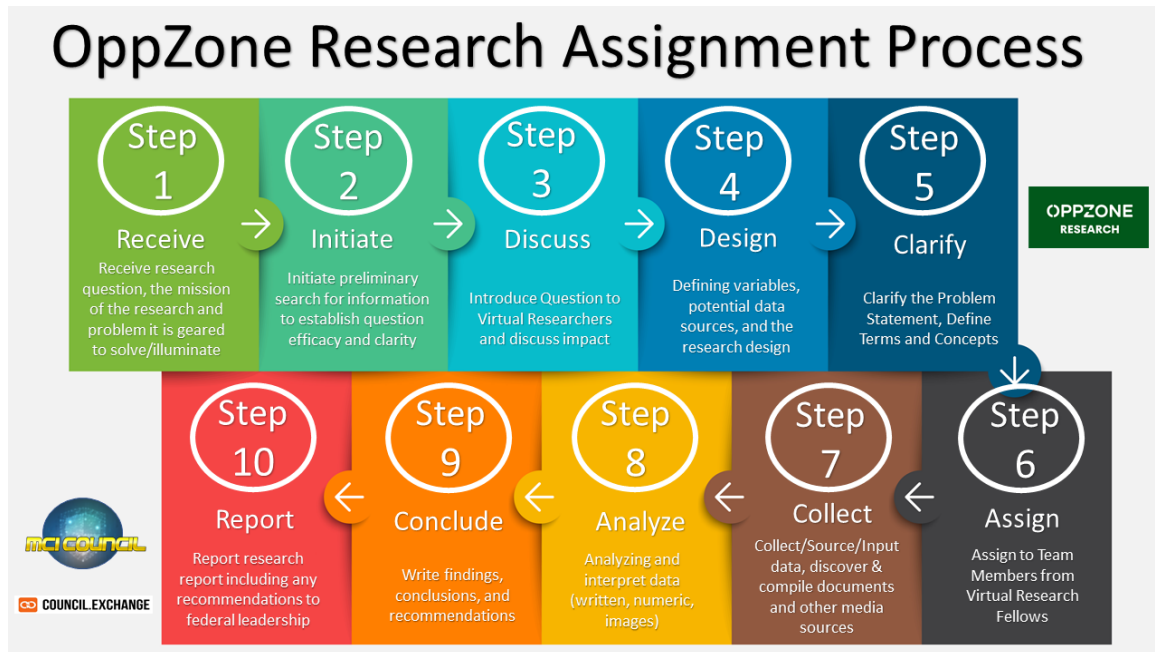 OppZone Research Assignment Process
Step
1
Receive
Receive research
question, the mission
of the research and
problem it is geared
to solve/illuminate
Step
2
Initiate
Initiate preliminary
search for information
to establish question
efficacy and clarity
Step
3
Discuss
Introduce Question to
Virtual Researchers
and discuss impact
Step
4
Design
Defining variables,
potential data
sources, and the
research design
Step
5
Clarify
Clarify the Problem
Statement, Define
Terms and Concepts
OPPZONE
RESEARCH
Step
6
Assign
Assign to Team
Members from
Virtual Research
Fellows
Step
7
Collect
Collect/Source/Input
data, discover &
compile documents
and other media
sources
Step
8
Analyze
Analyzing and
interpret data
(written, numeric,
images)
Step
9
Conclude
Write findings,
conclusions, and
recommendations
Step
10
Report
Report research
report including any
recommendations to
federal leadership
MCI COUNCIL
COUNCIL.EXCHANGE